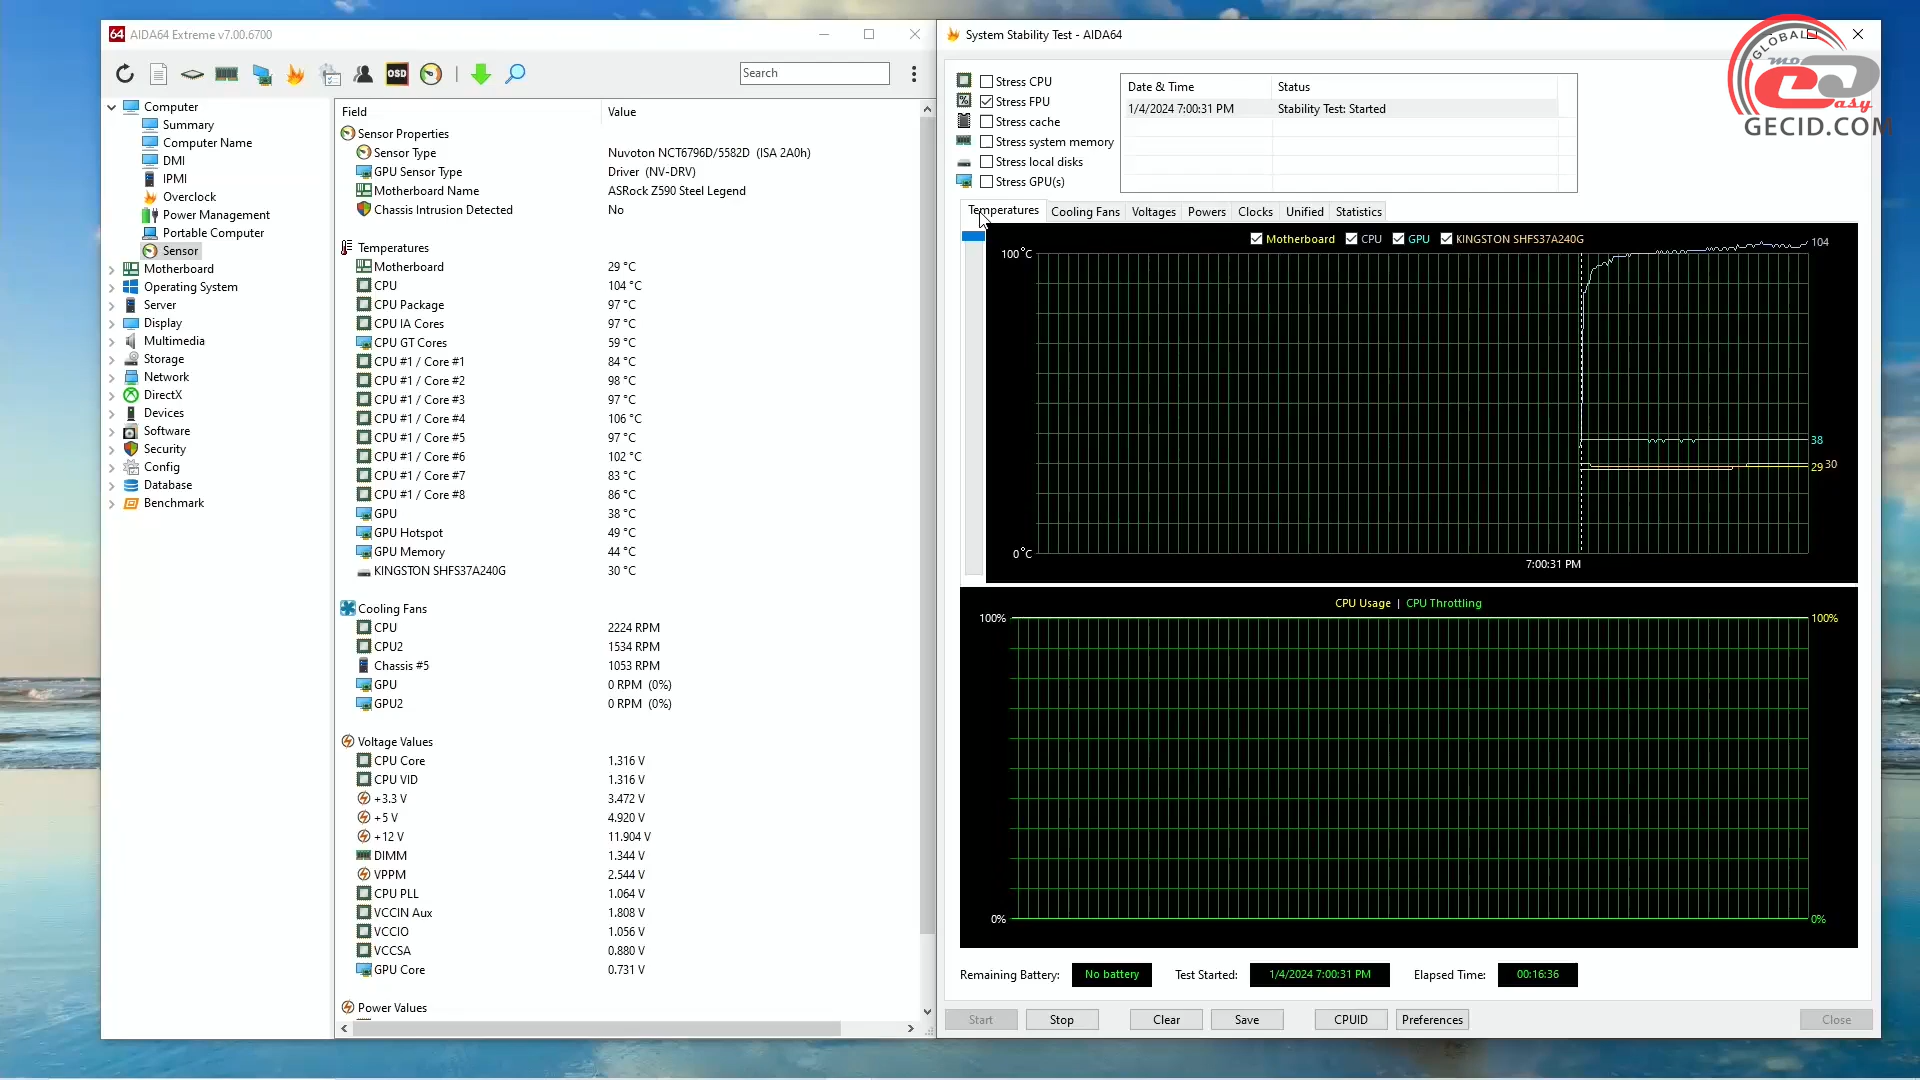 AIDA64 Extreme v7.00.6700
OSD
Search
Computer
Summary
Computer Name
DMI
IPMI
Overclock
Power Management
Portable Computer
Sensor
Motherboard
Operating System
Server
Display
Multimedia
Storage
Network
DirectX
Devices
Software
Security
Config
Database
Benchmark
Field Value
Sensor Properties
Sensor Type Nuvoton NCT6796D/5582D (ISA 2A0h)
GPU Sensor Type Driver (NV-DRV)
Motherboard Name ASRock Z590 Steel Legend
Chassis Intrusion Detected No
Temperatures
Motherboard 29 °C
CPU 104 °C
CPU Package 97 °C
CPU IA Cores 97 °C
CPU GT Cores 59 °C
CPU #1 / Core #1 84 °C
CPU #1 / Core #2 98 °C
CPU #1 / Core #3 97 °C
CPU #1 / Core #4 106 °C
CPU #1 / Core #5 97 °C
CPU #1 / Core #6 102 °C
CPU #1 / Core #7 83 °C
CPU #1 / Core #8 86 °C
GPU 38 °C
GPU Hotspot 49 °C
GPU Memory 44 °C
KINGSTON SHFS37A240G 30 °C
Cooling Fans
CPU 2224 RPM
CPU2 1534 RPM
Chassis #5 1053 RPM
GPU 0 RPM (0%)
GPU2 0 RPM (0%)
Voltage Values
CPU Core 1.316 V
CPU VID 1.316 V
+3.3 V 3.472 V
+5 V 4.920 V
+12 V 11.904 V
DIMM 1.344 V
VPPM 2.544 V
CPU PLL 1.064 V
VCCIN Aux 1.808 V
VCCIO 1.056 V
VCCSA 0.880 V
GPU Core 0.731 V
Power Values
System Stability Test - AIDA64
Stress CPU
Stress FPU
Stress cache
Stress system memory
Stress local disks
Stress GPU(s)
Date & Time Status
1/4/2024 7:00:31 PM Stability Test: Started
Temperatures Cooling Fans Voltages Powers Clocks Unified Statistics
Motherboard CPU GPU KINGSTON SHFS37A240G
100°C
104
38
29 30
0°C
7:00:31 PM
CPU Usage | CPU Throttling
100% 100%
0% 0%
Remaining Battery: No battery Test Started: 1/4/2024 7:00:31 PM Elapsed Time: 00:16:36
Start Stop Clear Save CPUID Preferences Close
GLOBAL
mo
easy
GECID.COM